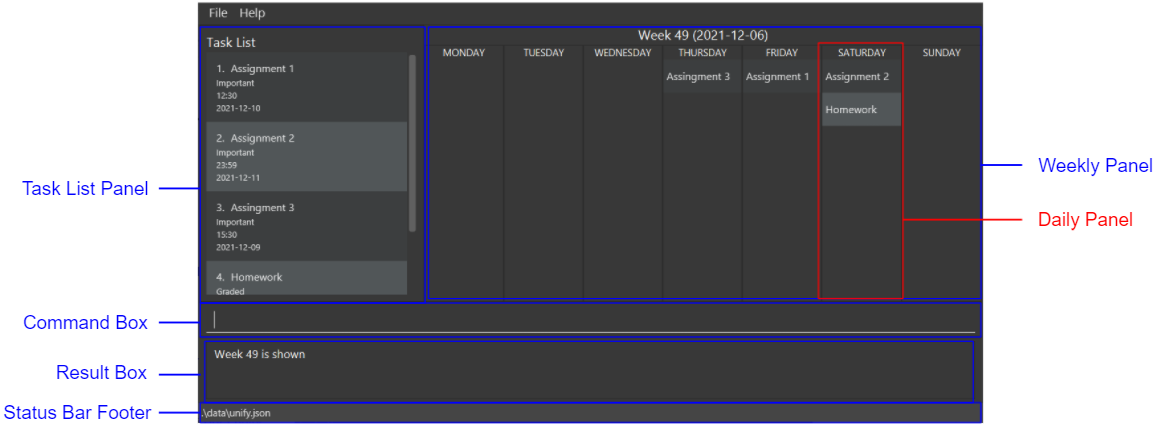 File Help
Task List
1. Assignment 1
Important
12:30
2021-12-10
2. Assignment 2
Important
23:59
2021-12-11
3. Assingment 3
Important
15:30
2021-12-09
4. Homework
Graded
Week 49 (2021-12-06)
MONDAY TUESDAY WEDNESDAY THURSDAY FRIDAY SATURDAY SUNDAY
Assingment 3 Assignment 1 Assignment 2
Homework
Week 49 is shown
.\data\unify.json
Task List Panel
Command Box
Result Box
Status Bar Footer
Weekly Panel
Daily Panel